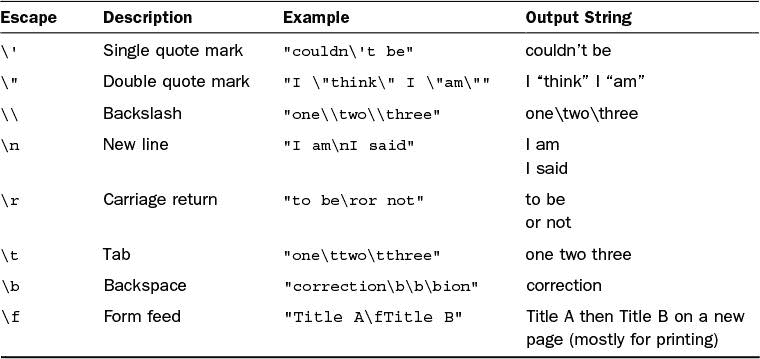 Escape Description Example Output String
\' Single quote mark "couldn\'t be" couldn’t be
\" Double quote mark "I \"think\" I \"am\"" I “think” I “am”
\\ Backslash "one\\two\\three" one\two\three
\n New line "I am\nI said" I am
I said
\r Carriage return "to be\ror not" to be
or not
\t Tab "one\ttwo\tthree" one two three
\b Backspace "correction\b\b\bion" correction
\f Form feed "Title A\fTitle B" Title A then Title B on a new
page (mostly for printing)